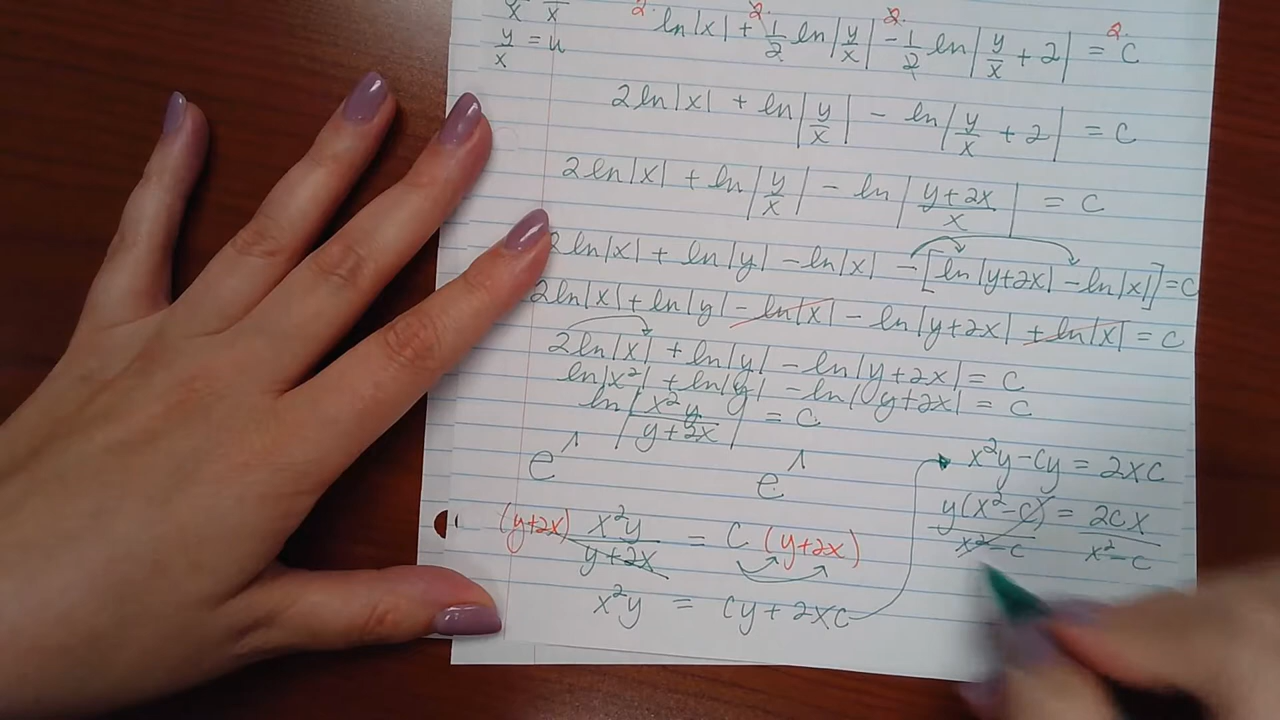 x x
y/x = u
2· ln|x| + 2· 1/2 ln|y/x| - 2· 1/2 ln|y/x + 2| = 2· C
2ln|x| + ln|y/x| - ln|y/x + 2| = C
2ln|x| + ln|y/x| - ln|(y+2x)/x| = C
2ln|x| + ln|y| - ln|x| - [ln|y+2x| - ln|x|] = C
2ln|x| + ln|y| - ln|x| - ln|y+2x| + ln|x| = C
2ln|x| + ln|y| - ln|y+2x| = C
ln|x²| + ln|y| - ln|y+2x| = C
ln|x²y/(y+2x)| = C
e^ e^
(y+2x) x²y/(y+2x) = C (y+2x)
x²y = Cy + 2xC
x²y - Cy = 2xC
y(x²-C)/(x²-C) = 2Cx/(x²-C)